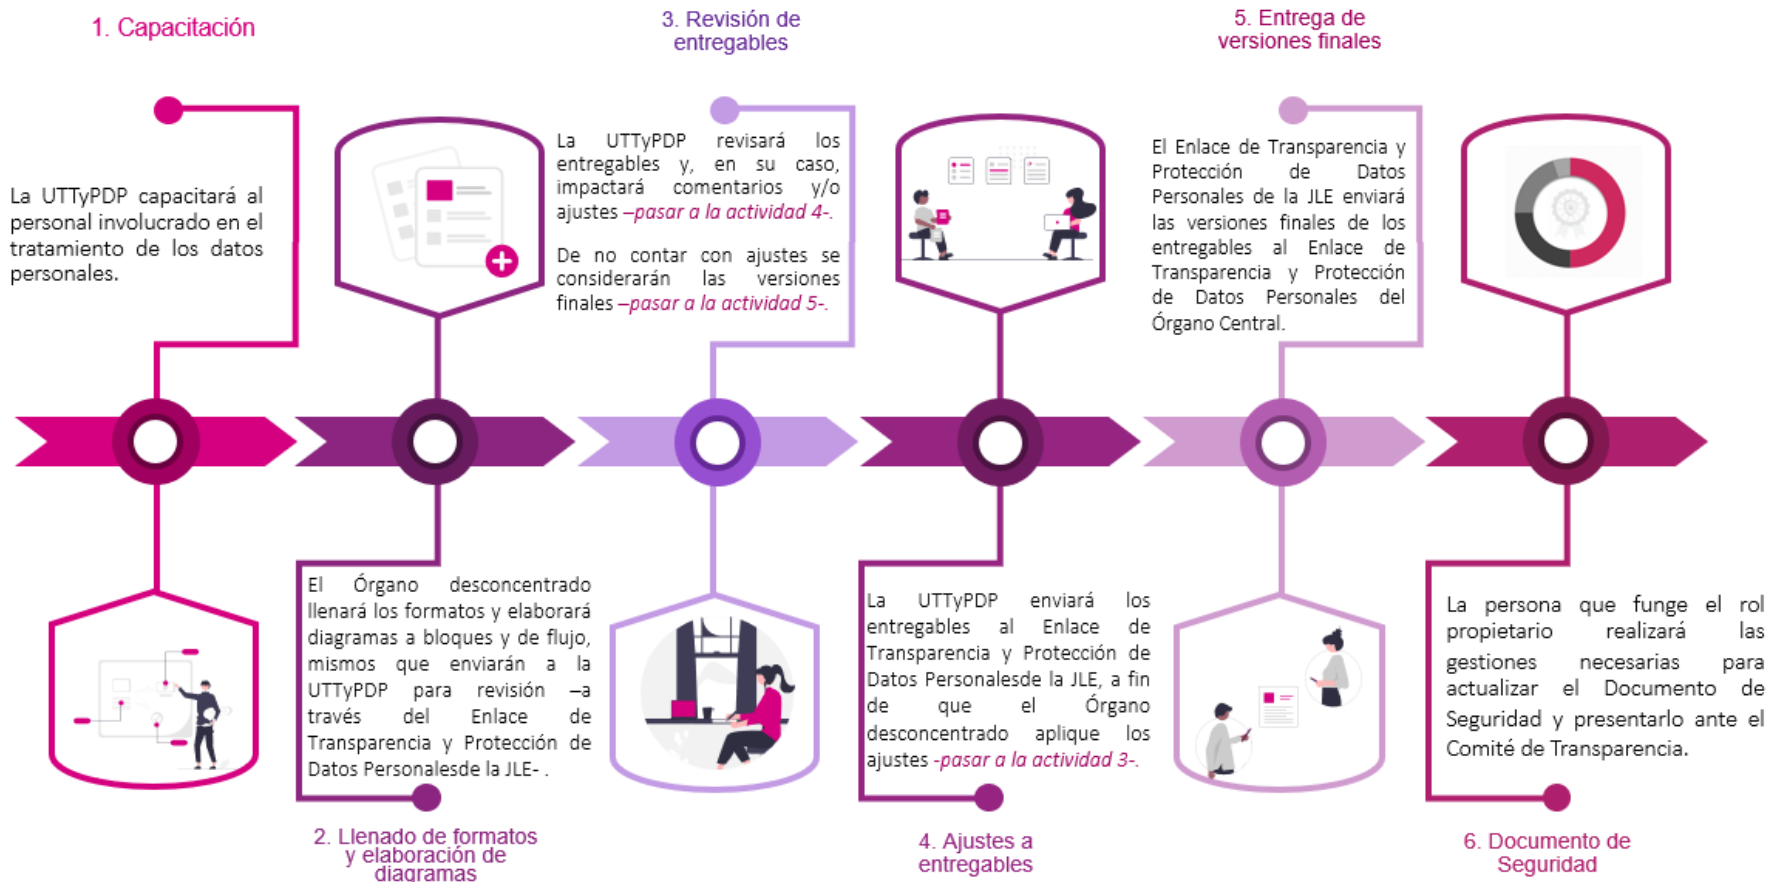 1. Capacitación
La UTTyPDP capacitará al
personal involucrado en el
tratamiento de los datos
personales.
El Órgano desconcentrado
llenará los formatos y elaborará
diagramas a bloques y de flujo,
mismos que enviarán a la
UTTyPDP para revisión –a
través del Enlace de
Transparencia y Protección de
Datos Personalesde la JLE- .
2. Llenado de formatos
y elaboración de
diagramas
3. Revisión de
entregables
La UTTyPDP revisará los
entregables y, en su caso,
impactará comentarios y/o
ajustes –pasar a la actividad 4-.
De no contar con ajustes se
considerarán las versiones
finales –pasar a la actividad 5-.
La UTTyPDP enviará los
entregables al Enlace de
Transparencia y Protección de
Datos Personalesde la JLE, a fin
de que el Órgano
desconcentrado aplique los
ajustes -pasar a la actividad 3-.
4. Ajustes a
entregables
5. Entrega de
versiones finales
El Enlace de Transparencia y
Protección de Datos
Personales de la JLE enviará
las versiones finales de los
entregables al Enlace de
Transparencia y Protección
de Datos Personales del
Órgano Central.
La persona que funge el rol
propietario realizará las
gestiones necesarias para
actualizar el Documento de
Seguridad y presentarlo ante el
Comité de Transparencia.
6. Documento de
Seguridad